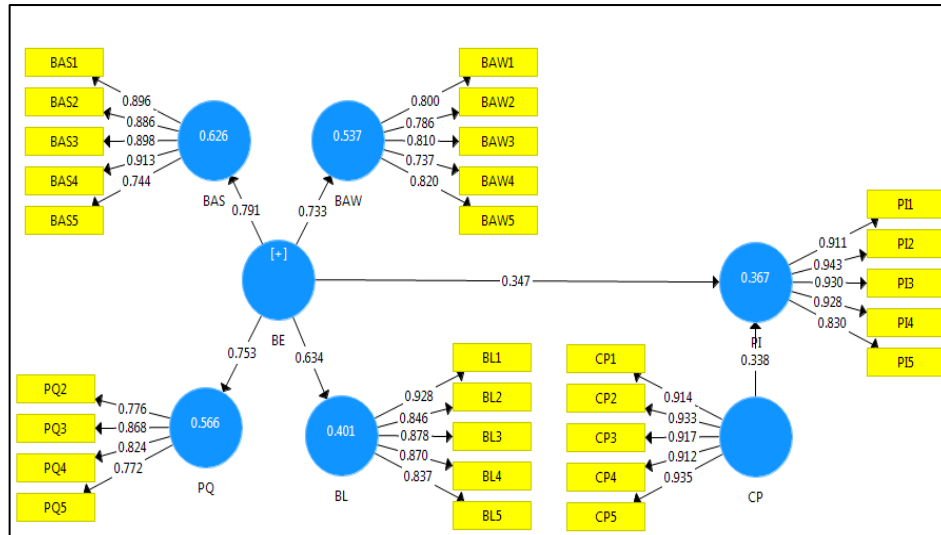 BAS1
BAS2
BAS3
BAS4
BAS5
0.896
0.886
0.898
0.913
0.744
0.626
BAS
0.791
BAW1
BAW2
BAW3
BAW4
BAW5
0.800
0.786
0.810
0.737
0.820
0.537
BAW
0.733
[+]
BE
0.347
PI1
PI2
PI3
PI4
PI5
0.911
0.943
0.930
0.928
0.830
0.367
PI
0.338
0.753
0.634
PQ2
PQ3
PQ4
PQ5
0.776
0.868
0.824
0.772
0.566
PQ
BL1
BL2
BL3
BL4
BL5
0.928
0.846
0.878
0.870
0.837
0.401
BL
CP1
CP2
CP3
CP4
CP5
0.914
0.933
0.917
0.912
0.935
CP